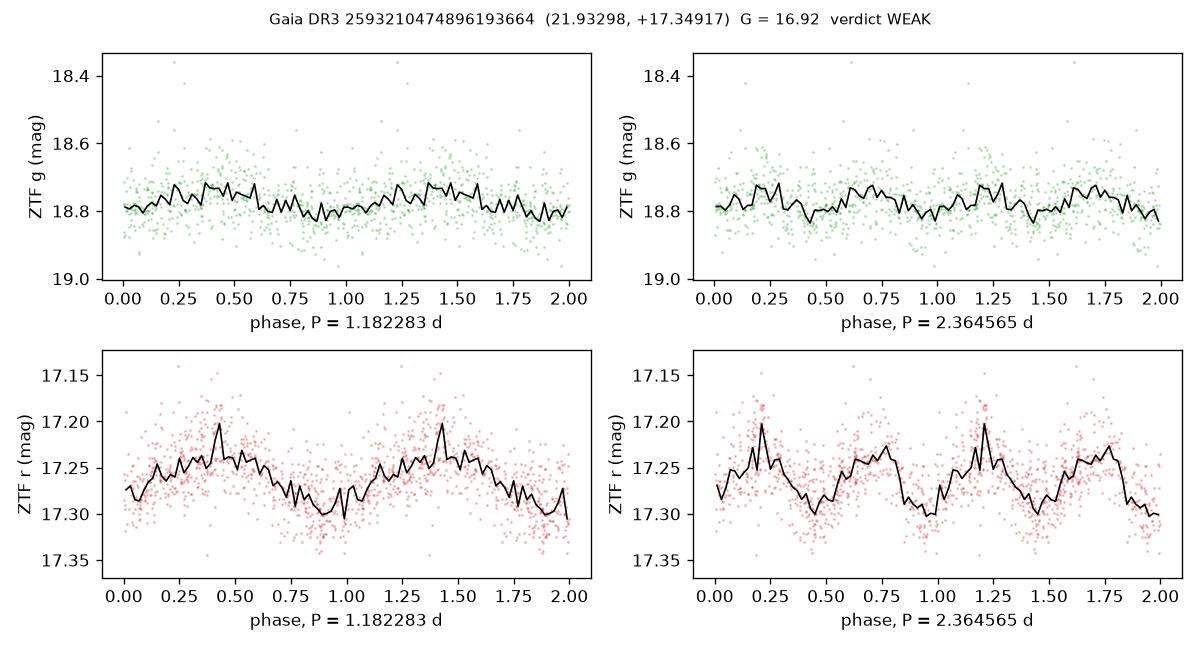 Gaia DR3 2593210474896193664 (21.93298, +17.34917) G = 16.92 verdict WEAK
ZTF g (mag)
18.4
18.6
18.8
19.0
0.00 0.25 0.50 0.75 1.00 1.25 1.50 1.75 2.00
phase, P = 1.182283 d
ZTF g (mag)
18.4
18.6
18.8
19.0
0.00 0.25 0.50 0.75 1.00 1.25 1.50 1.75 2.00
phase, P = 2.364565 d
ZTF r (mag)
17.15
17.20
17.25
17.30
17.35
0.00 0.25 0.50 0.75 1.00 1.25 1.50 1.75 2.00
phase, P = 1.182283 d
ZTF r (mag)
17.15
17.20
17.25
17.30
17.35
0.00 0.25 0.50 0.75 1.00 1.25 1.50 1.75 2.00
phase, P = 2.364565 d